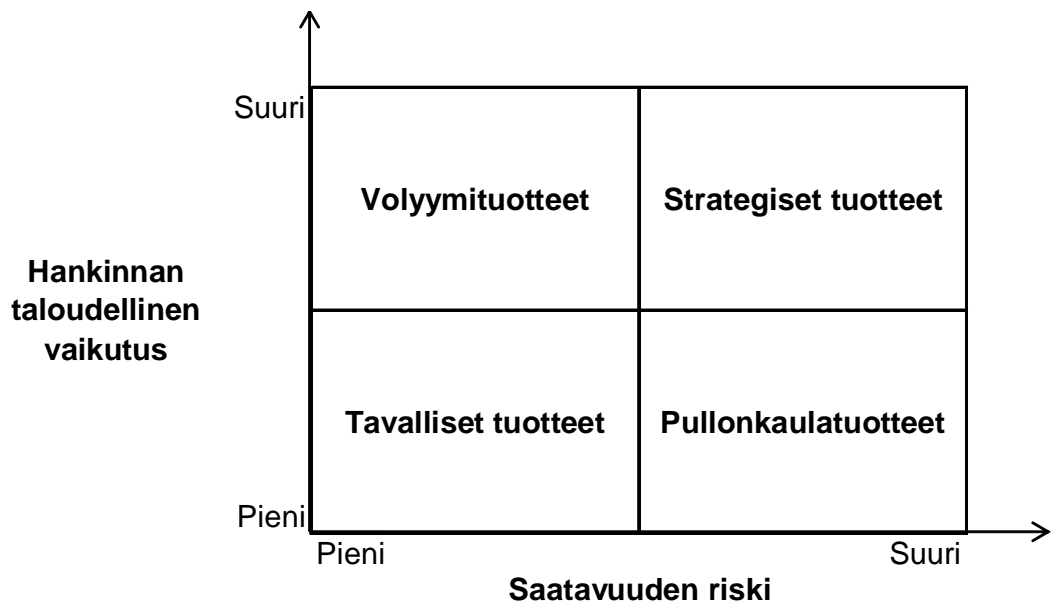 Suuri
Volyymituotteet
Strategiset tuotteet
Hankinnan
taloudellinen
vaikutus
Tavalliset tuotteet
Pullonkaulatuotteet
Pieni
Pieni
Suuri
Saatavuuden riski